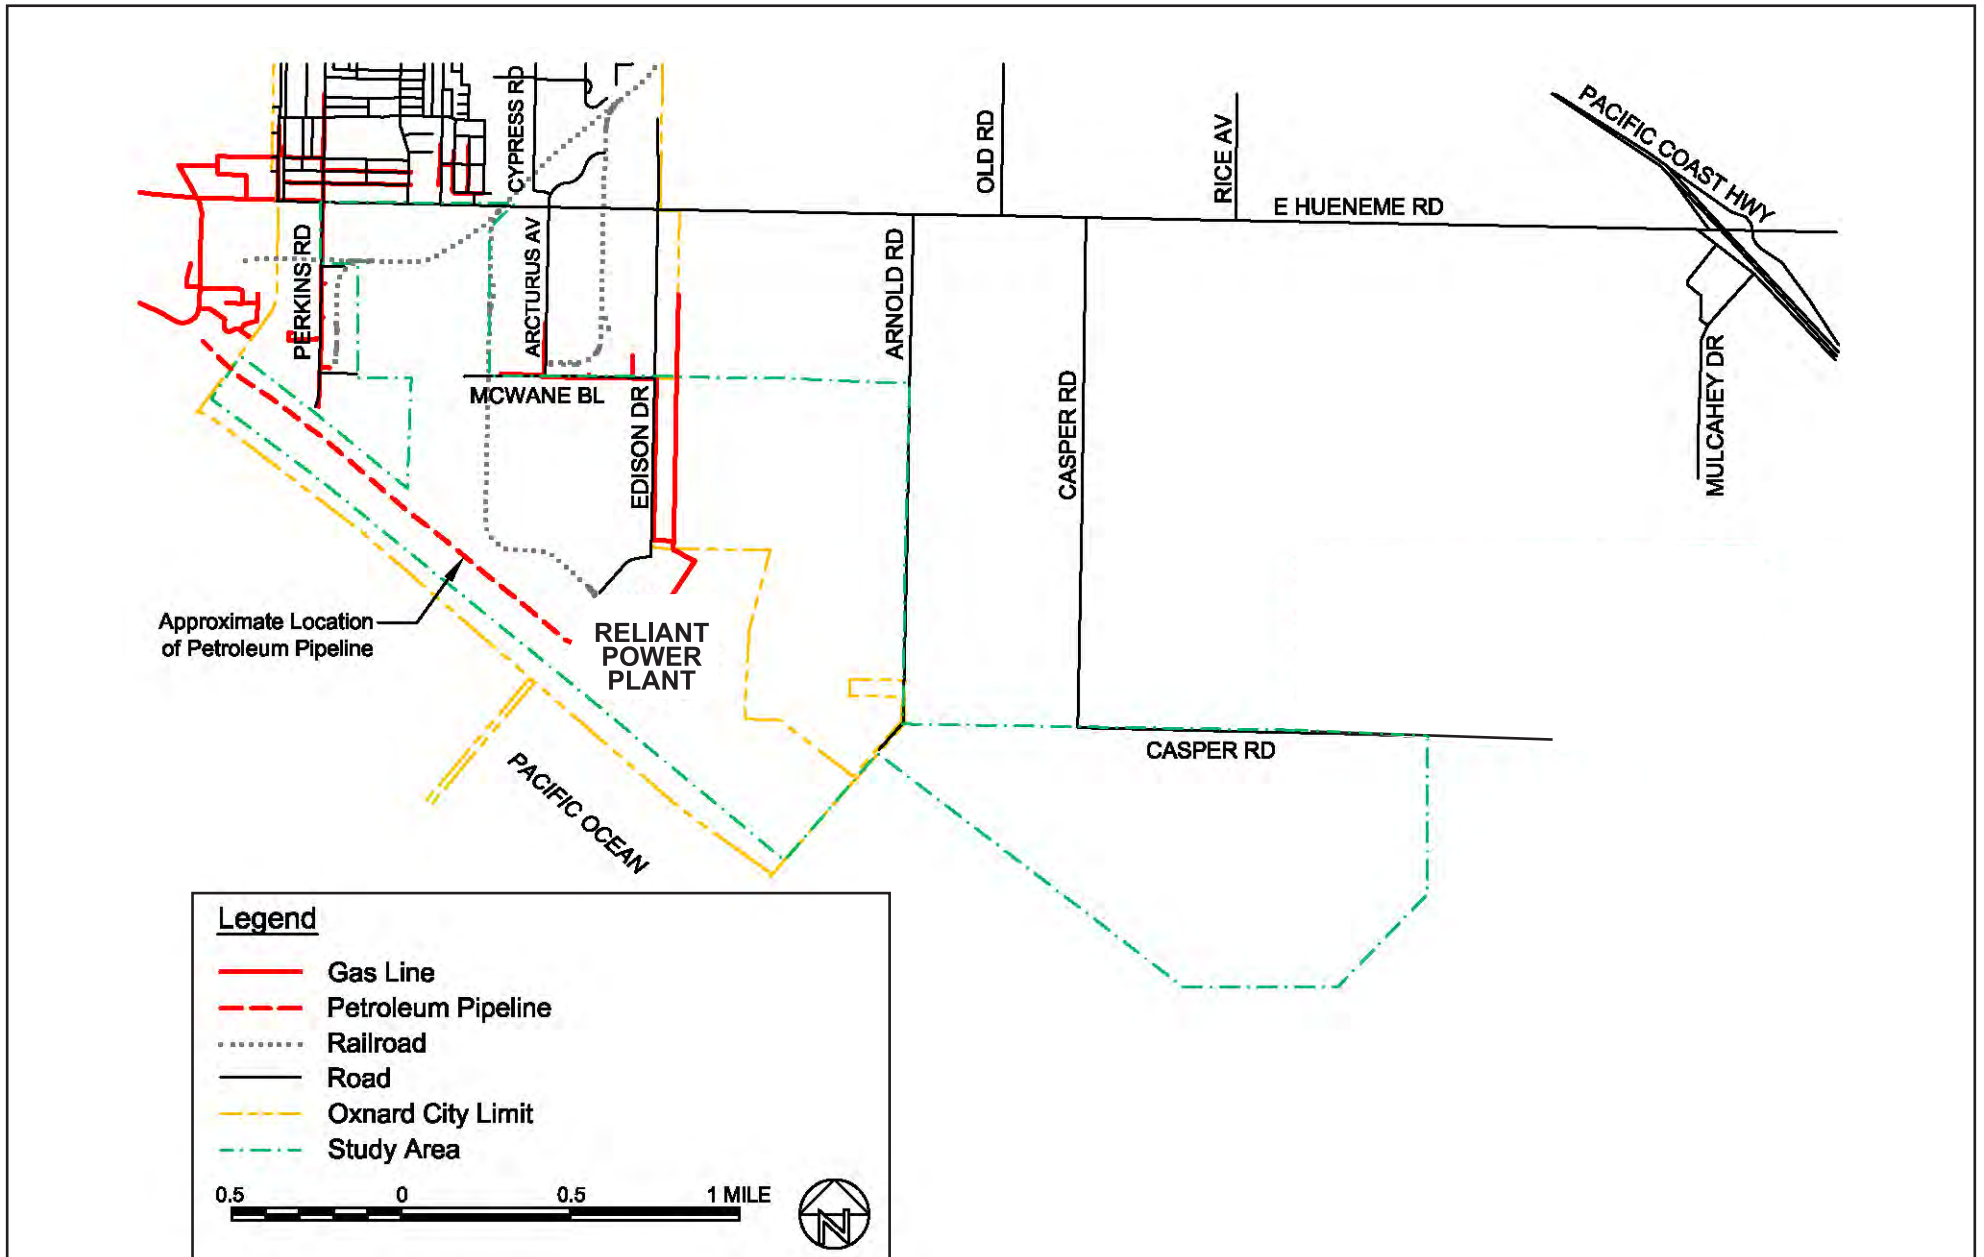 PACIFIC COAST HWY
CYPRESS RD
OLD RD
RICE AV
E HUENEME RD
PERKINS RD
ARCTURUS AV
ARNOLD RD
MULCAHEY DR
MCWANE BL
EDISON DR
CASPER RD
Approximate Location
of Petroleum Pipeline
RELIANT
POWER
PLANT
CASPER RD
PACIFIC OCEAN
Legend
Gas Line
Petroleum Pipeline
Railroad
Road
Oxnard City Limit
Study Area
0.5 0 0.5 1 MILE
N